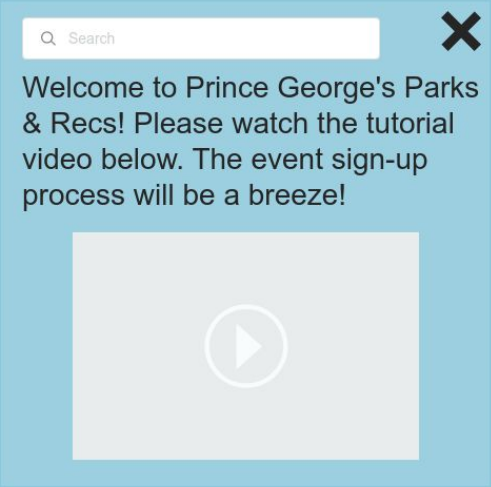 Search
Welcome to Prince George's Parks
& Recs! Please watch the tutorial
video below. The event sign-up
process will be a breeze!